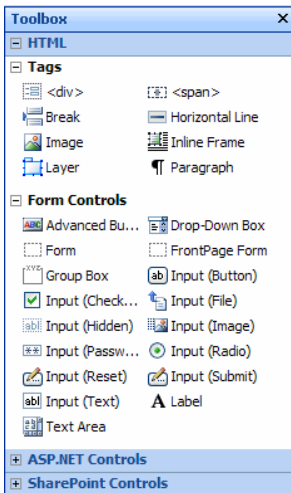 Toolbox
HTML
Tags
<div> <span>
Break Horizontal Line
Image Inline Frame
Layer Paragraph
Form Controls
Advanced Bu... Drop-Down Box
Form FrontPage Form
Group Box Input (Button)
Input (Check... Input (File)
Input (Hidden) Input (Image)
Input (Passw... Input (Radio)
Input (Reset) Input (Submit)
Input (Text) Label
Text Area
ASP.NET Controls
SharePoint Controls